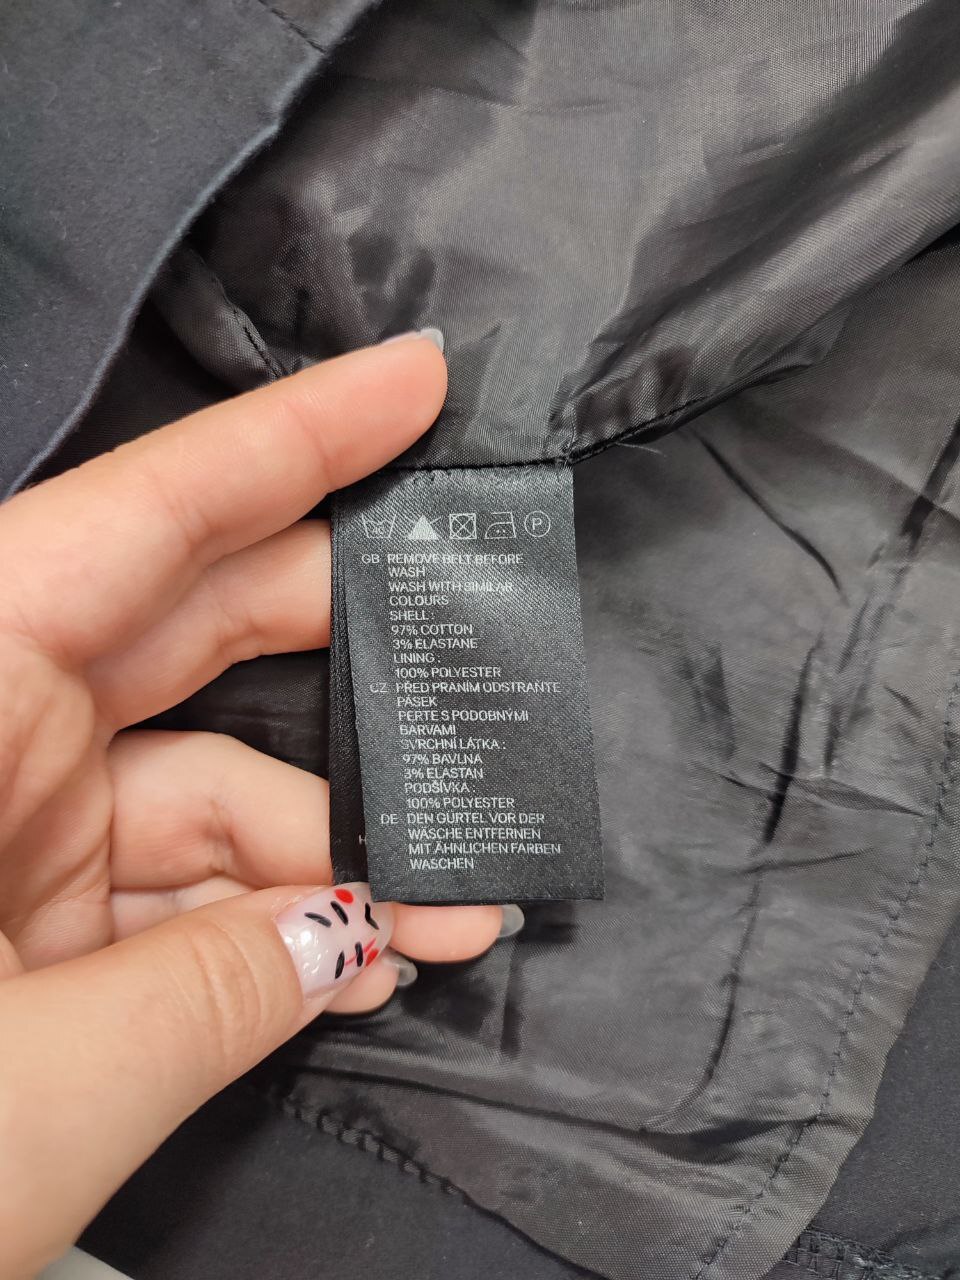 P
GB REMOVE BELT BEFORE
WASH
WASH WITH SIMILAR
COLOURS
SHELL :
97% COTTON
3% ELASTANE
LINING :
100% POLYESTER
CZ PŘED PRANÍM ODSTRAŇTE
PÁSEK
PERTE S PODOBNÝMI
BARVAMI
SVRCHNÍ LÁTKA :
97% BAVLNA
3% ELASTAN
PODŠÍVKA :
100% POLYESTER
DE DEN GÜRTEL VOR DER
WÄSCHE ENTFERNEN
MIT ÄHNLICHEN FARBEN
WASCHEN